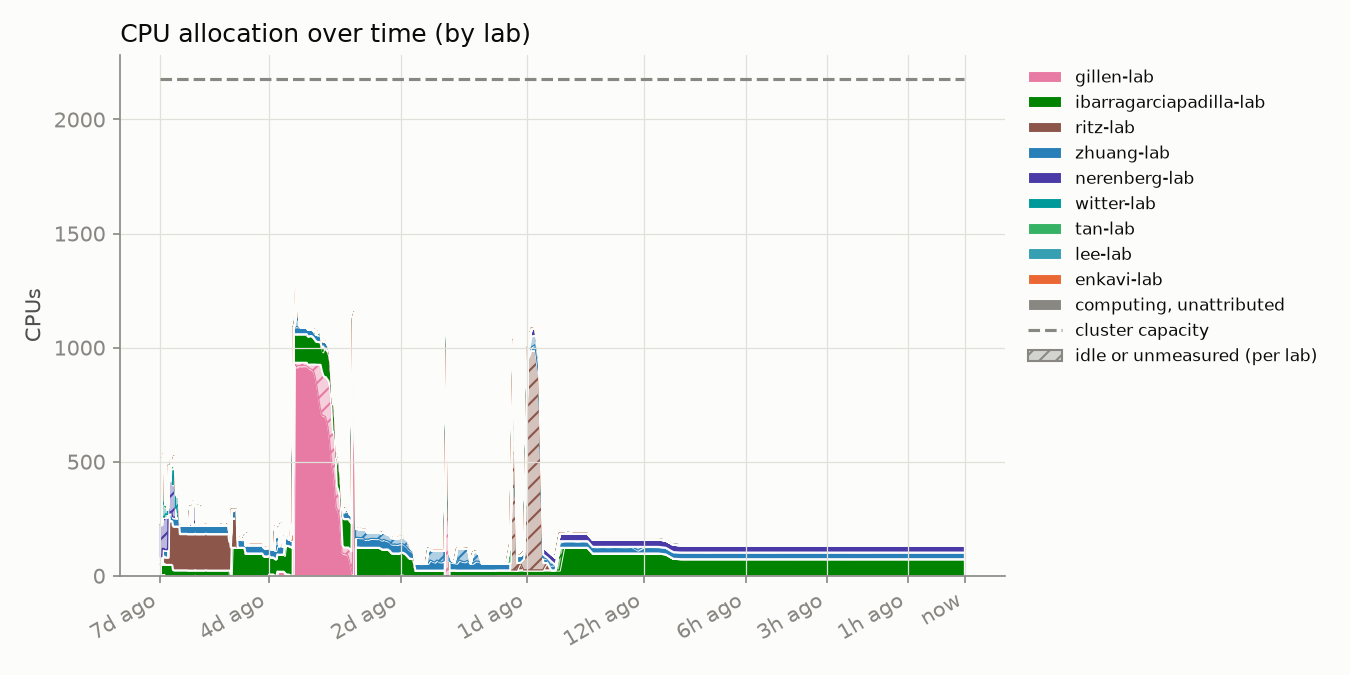 CPU allocation over time (by lab)
CPUs
2000
1500
1000
500
0
7d ago
4d ago
2d ago
1d ago
12h ago
6h ago
3h ago
1h ago
now
gillen-lab
ibarragarciapadilla-lab
ritz-lab
zhuang-lab
nerenberg-lab
witter-lab
tan-lab
lee-lab
enkavi-lab
computing, unattributed
cluster capacity
idle or unmeasured (per lab)